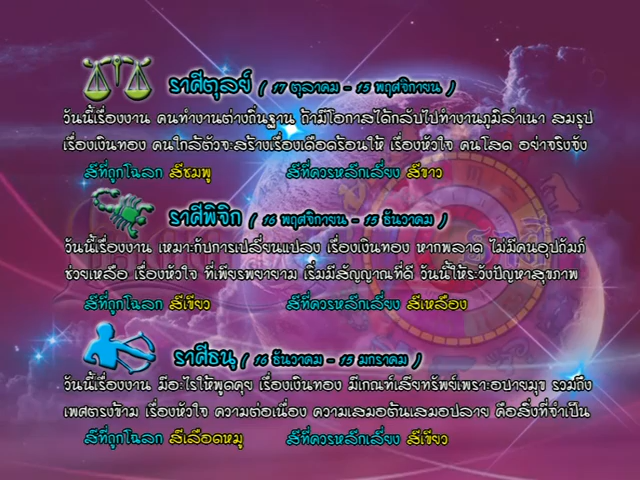 ราศีตุลย์ ( 17 ตุลาคม - 15 พฤศจิกายน )
วันนี้เรื่องงาน คนทำงานต่างถิ่นฐาน ถ้ามีโอกาสได้กลับไปทำงานภูมิลำเนา สมรูป
เรื่องเงินทอง คนใกล้ตัวจะสร้างเรื่องเดือดร้อนให้ เรื่องหัวใจ คนโสด อย่าจริงจัง
สีที่ถูกโฉลก สีชมพู สีที่ควรหลีกเลี่ยง สีขาว
ราศีพิจิก ( 16 พฤศจิกายน - 15 ธันวาคม )
วันนี้เรื่องงาน เหมาะกับการเปลี่ยนแปลง เรื่องเงินทอง หากพลาด ไม่มีคนอุปถัมภ์
ช่วยเหลือ เรื่องหัวใจ ที่เพียรพยายาม เริ่มมีสัญญาณที่ดี วันนี้ให้ระวังปัญหาสุขภาพ
สีที่ถูกโฉลก สีเขียว สีที่ควรหลีกเลี่ยง สีเหลือง
ราศีธนู ( 16 ธันวาคม - 15 มกราคม )
วันนี้เรื่องงาน มีอะไรให้พูดคุย เรื่องเงินทอง มีเกณฑ์เสียทรัพย์เพราะอบายมุข รวมถึง
เพศตรงข้าม เรื่องหัวใจ ความต่อเนื่อง ความเสมอต้นเสมอปลาย คือสิ่งที่จำเป็น
สีที่ถูกโฉลก สีเลือดหมู สีที่ควรหลีกเลี่ยง สีเขียว